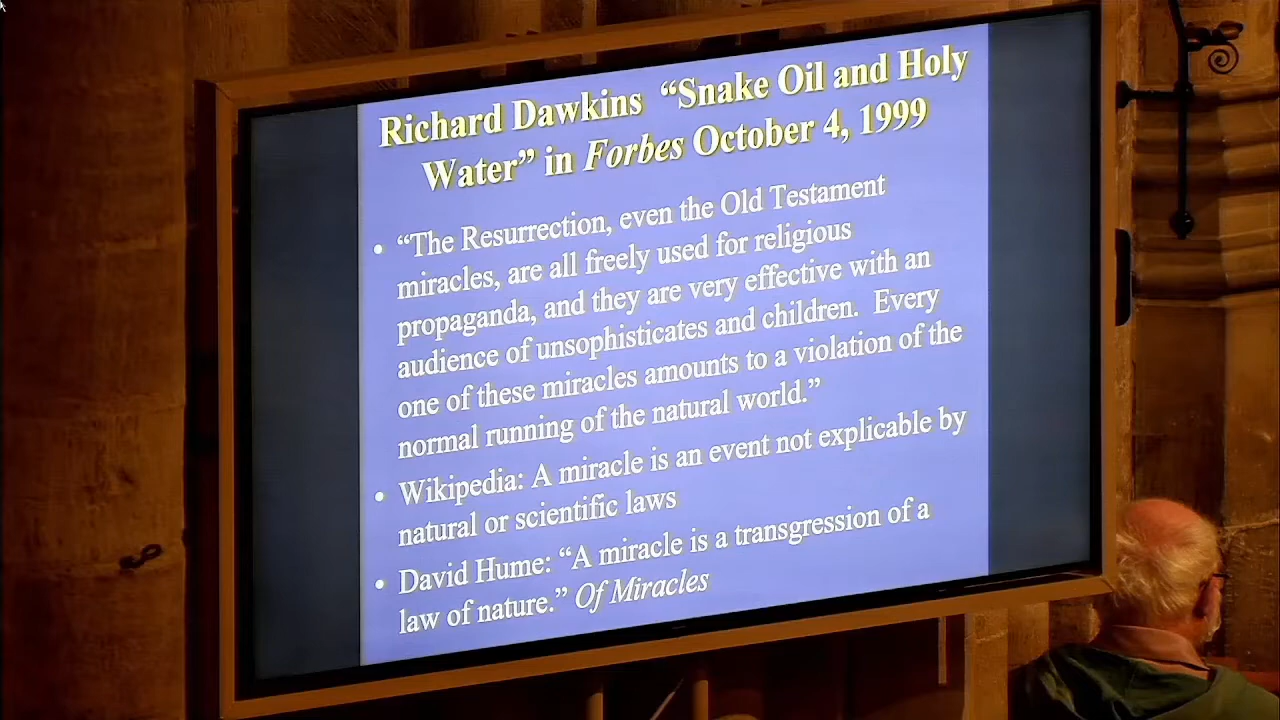 Richard Dawkins “Snake Oil and Holy
Water” in Forbes October 4, 1999
• “The Resurrection, even the Old Testament
miracles, are all freely used for religious
propaganda, and they are very effective with an
audience of unsophisticates and children. Every
one of these miracles amounts to a violation of the
normal running of the natural world.”
• Wikipedia: A miracle is an event not explicable by
natural or scientific laws
• David Hume: “A miracle is a transgression of a
law of nature.” Of Miracles